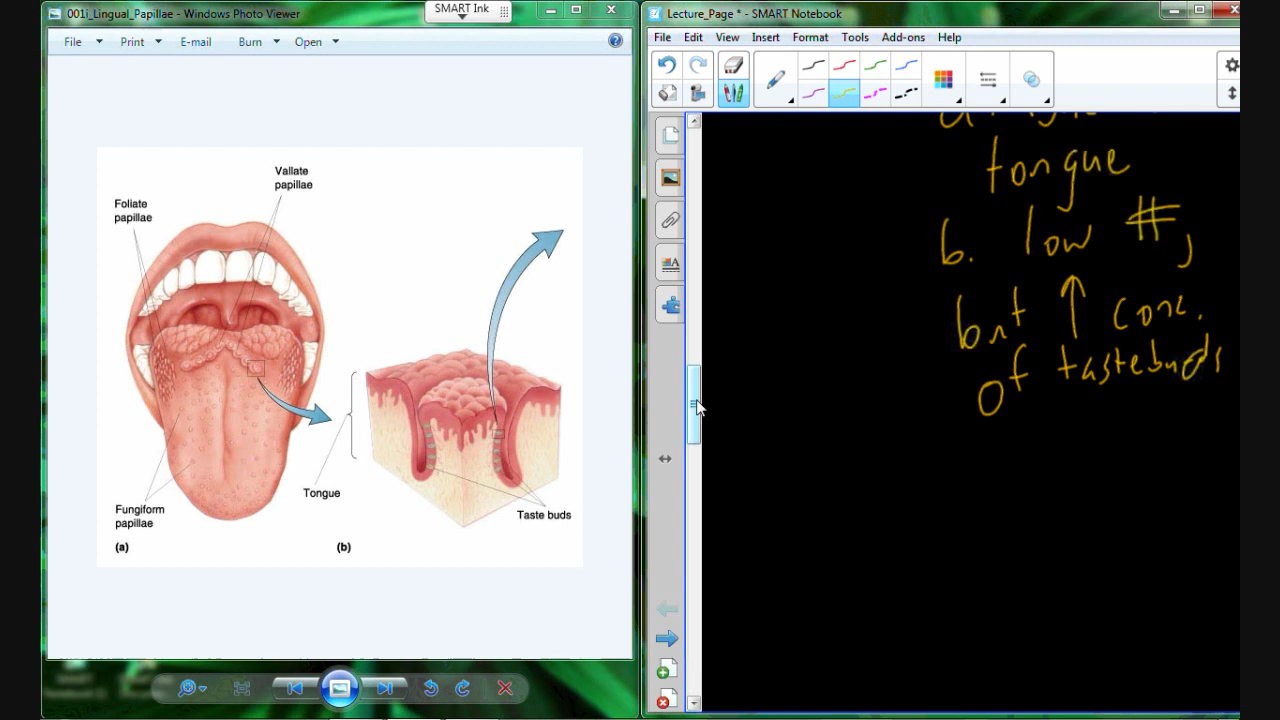 001i_Lingual_Papillae - Windows Photo Viewer
SMART Ink
File
Print
E-mail
Burn
Open
Vallate
papillae
Foliate
papillae
Fungiform
papillae
Tongue
Taste buds
(a)
(b)
Lecture_Page * - SMART Notebook
File Edit View Insert Format Tools Add-ons Help
tongue
b. low #,
but ↑ conc.
of tastebuds